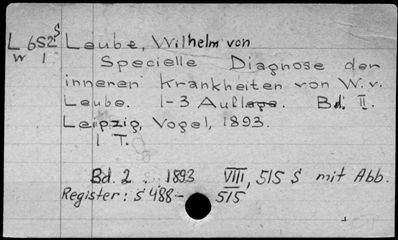 L 652 s Leube, Wilhelm von
W 1 Specielle Diagnose der
inneren Krankheiten von W.v.
Leube. 1-3 Auflage. Bd. II.
Leipzig, Vogel, 1893.
1 T.
Bd. 2. 1893 VIII, 515 S mit Abb.
Register: S 488 - 515